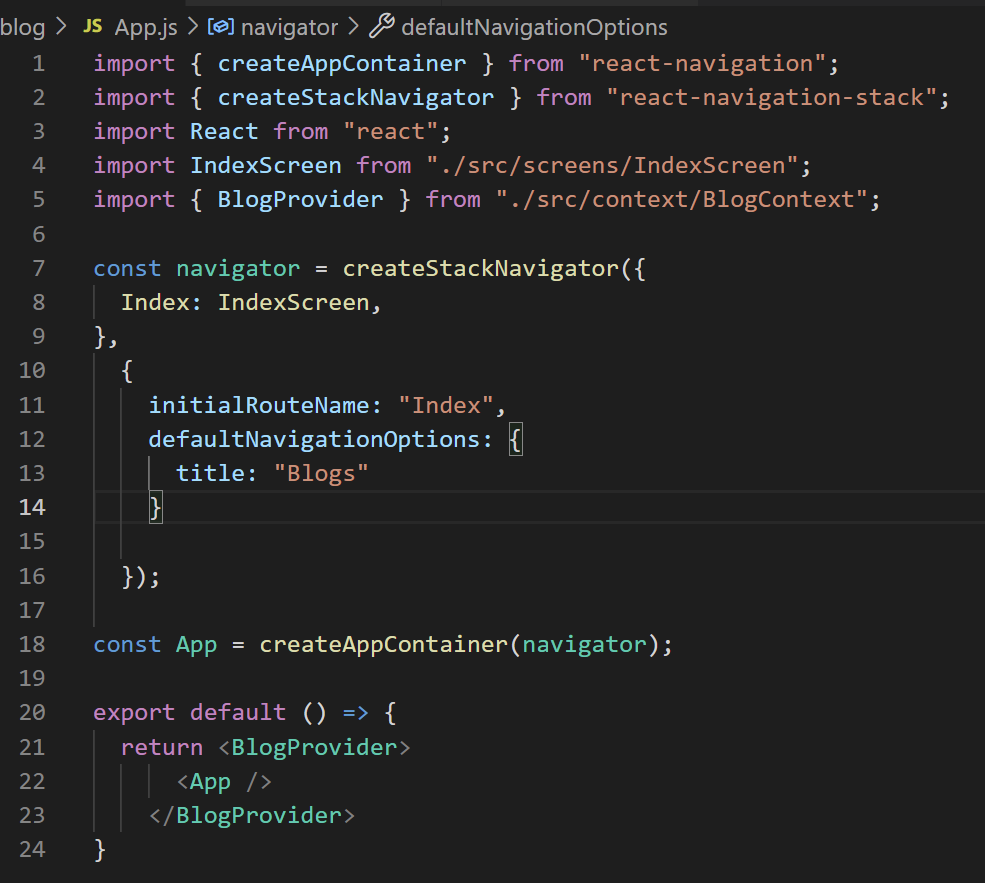 blog > JS App.js > navigator > defaultNavigationOptions
1 import { createAppContainer } from "react-navigation";
2 import { createStackNavigator } from "react-navigation-stack";
3 import React from "react";
4 import IndexScreen from "./src/screens/IndexScreen";
5 import { BlogProvider } from "./src/context/BlogContext";
6
7 const navigator = createStackNavigator({
8   Index: IndexScreen,
9 },
10   {
11     initialRouteName: "Index",
12     defaultNavigationOptions: {
13       title: "Blogs"
14     }
15
16   });
17
18 const App = createAppContainer(navigator);
19
20 export default () => {
21   return <BlogProvider>
22       <App />
23     </BlogProvider>
24 }